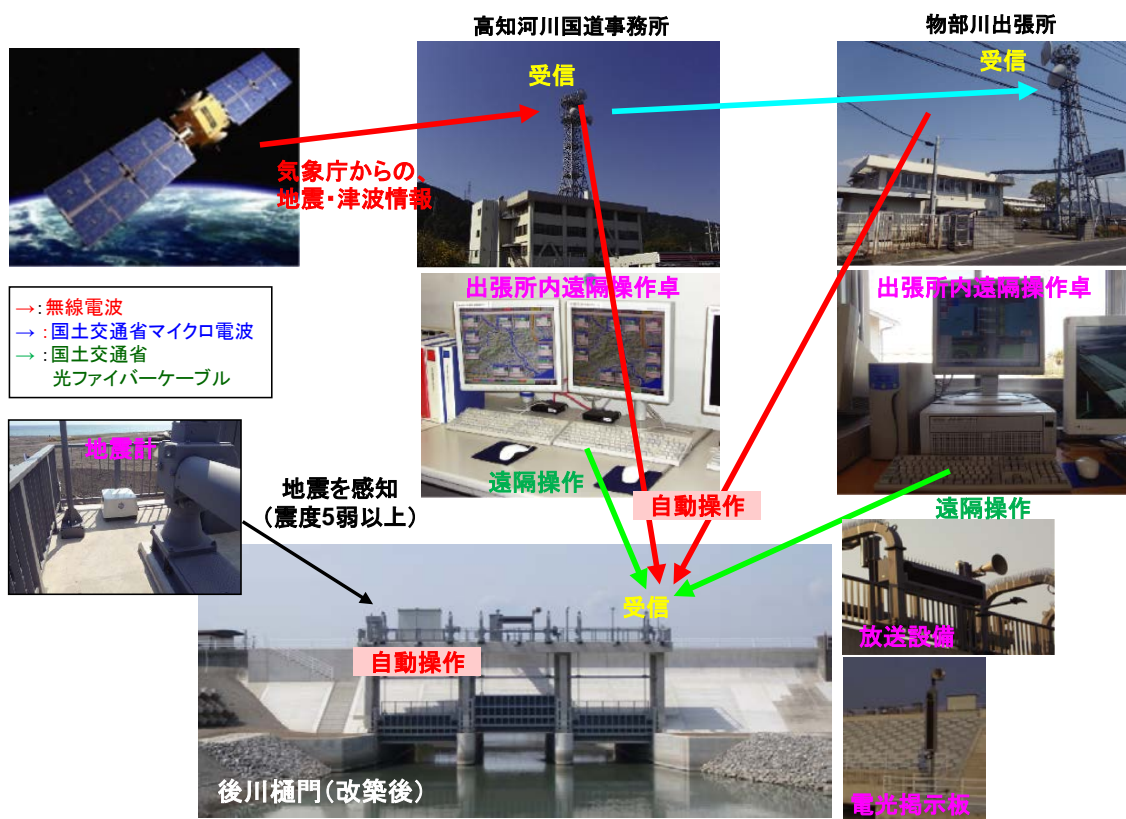 高知河川国道事務所
物部川出張所
受信
受信
気象庁からの、
地震・津波情報
→:無線電波
→:国土交通省マイクロ電波
→:国土交通省
光ファイバーケーブル
出張所内遠隔操作卓
出張所内遠隔操作卓
地震計
地震を感知
（震度5弱以上）
遠隔操作
自動操作
遠隔操作
受信
自動操作
放送設備
後川樋門（改築後）
電光掲示板